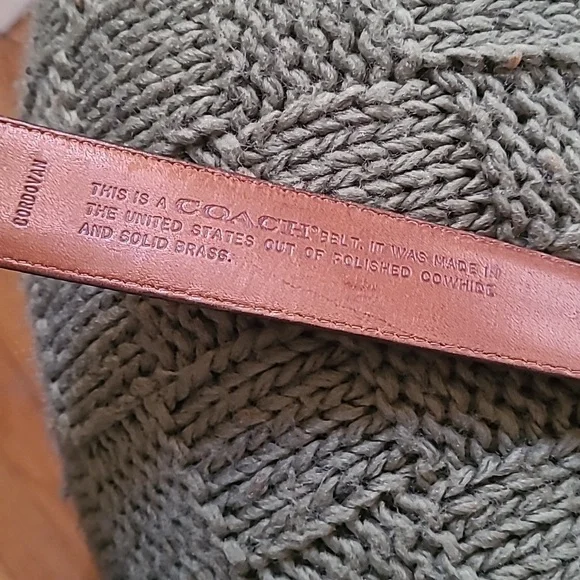 CORDOVAN
THIS IS A COACH® BELT. IT WAS MADE IN
THE UNITED STATES OUT OF POLISHED COWHIDE
AND SOLID BRASS.